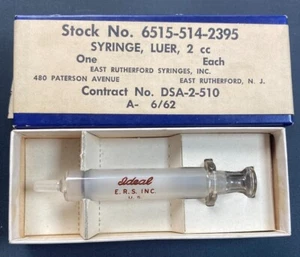 Stock No. 6515-514-2395
SYRINGE, LUER, 2 cc
One Each
EAST RUTHERFORD SYRINGES, INC.
480 PATERSON AVENUE EAST RUTHERFORD, N. J.
Contract No. DSA-2-510
A- 6/62
Ideal
E.R.S. INC.
U.S.